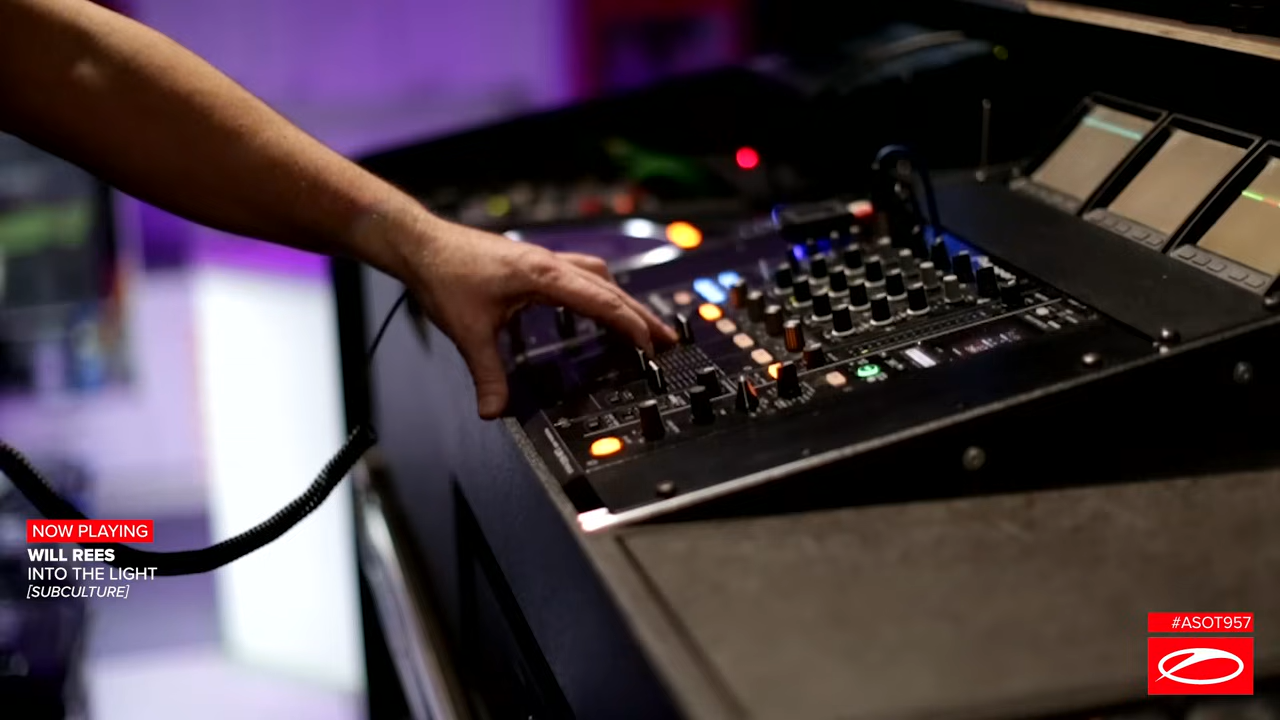 NOW PLAYING
WILL REES
INTO THE LIGHT
[SUBCULTURE]
#ASOT957